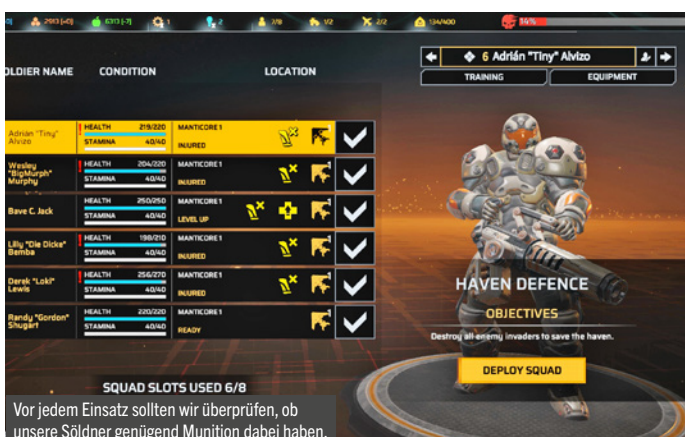 2913 [+0] 6313 [-7] 1 2 7/8 1/2 2/2 134/400 14%
OLDIER NAME CONDITION LOCATION
6 Adrián "Tiny" Alvizo
TRAINING EQUIPMENT
Adrián "Tiny"
Alvizo
HEALTH 219/220
STAMINA 40/40
MANTICORE 1
INJURED
Wesley
"BigMurph"
Murphy
HEALTH 204/220
STAMINA 40/40
MANTICORE 1
INJURED
Bave C. Jack
HEALTH 250/250
STAMINA 40/40
MANTICORE 1
LEVEL UP
Lilly "Die Dicke"
Bemba
HEALTH 198/210
STAMINA 40/40
MANTICORE 1
INJURED
Derek "Loki"
Lewis
HEALTH 256/270
STAMINA 40/40
MANTICORE 1
INJURED
Randy "Gordon"
Shugart
HEALTH 220/220
STAMINA 40/40
MANTICORE 1
READY
HAVEN DEFENCE
OBJECTIVES
Destroy all enemy invaders to save the haven.
DEPLOY SQUAD
SQUAD SLOTS USED 6/8
Vor jedem Einsatz sollten wir überprüfen, ob
unsere Söldner genügend Munition dabei haben.